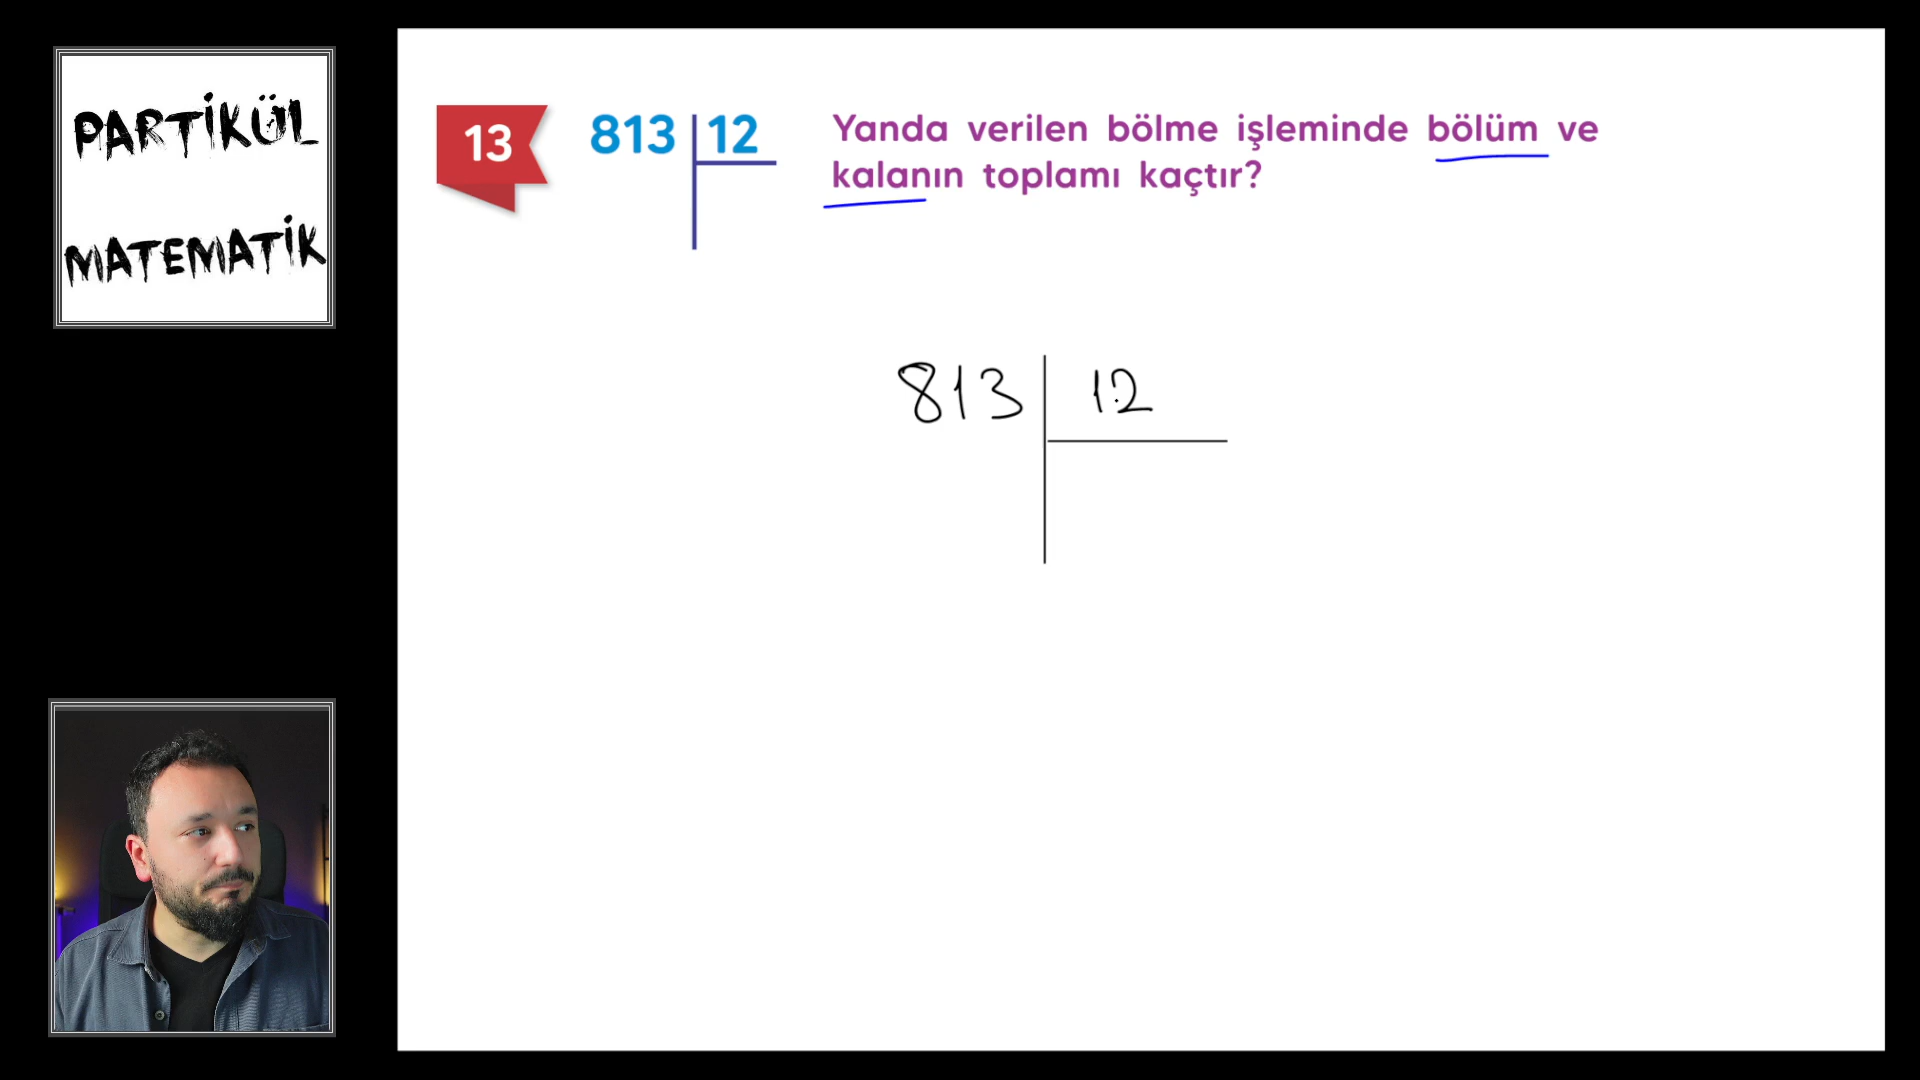 PARTİKÜL
MATEMATİK
13
813 12
Yanda verilen bölme işleminde bölüm ve
kalanın toplamı kaçtır?
813 12